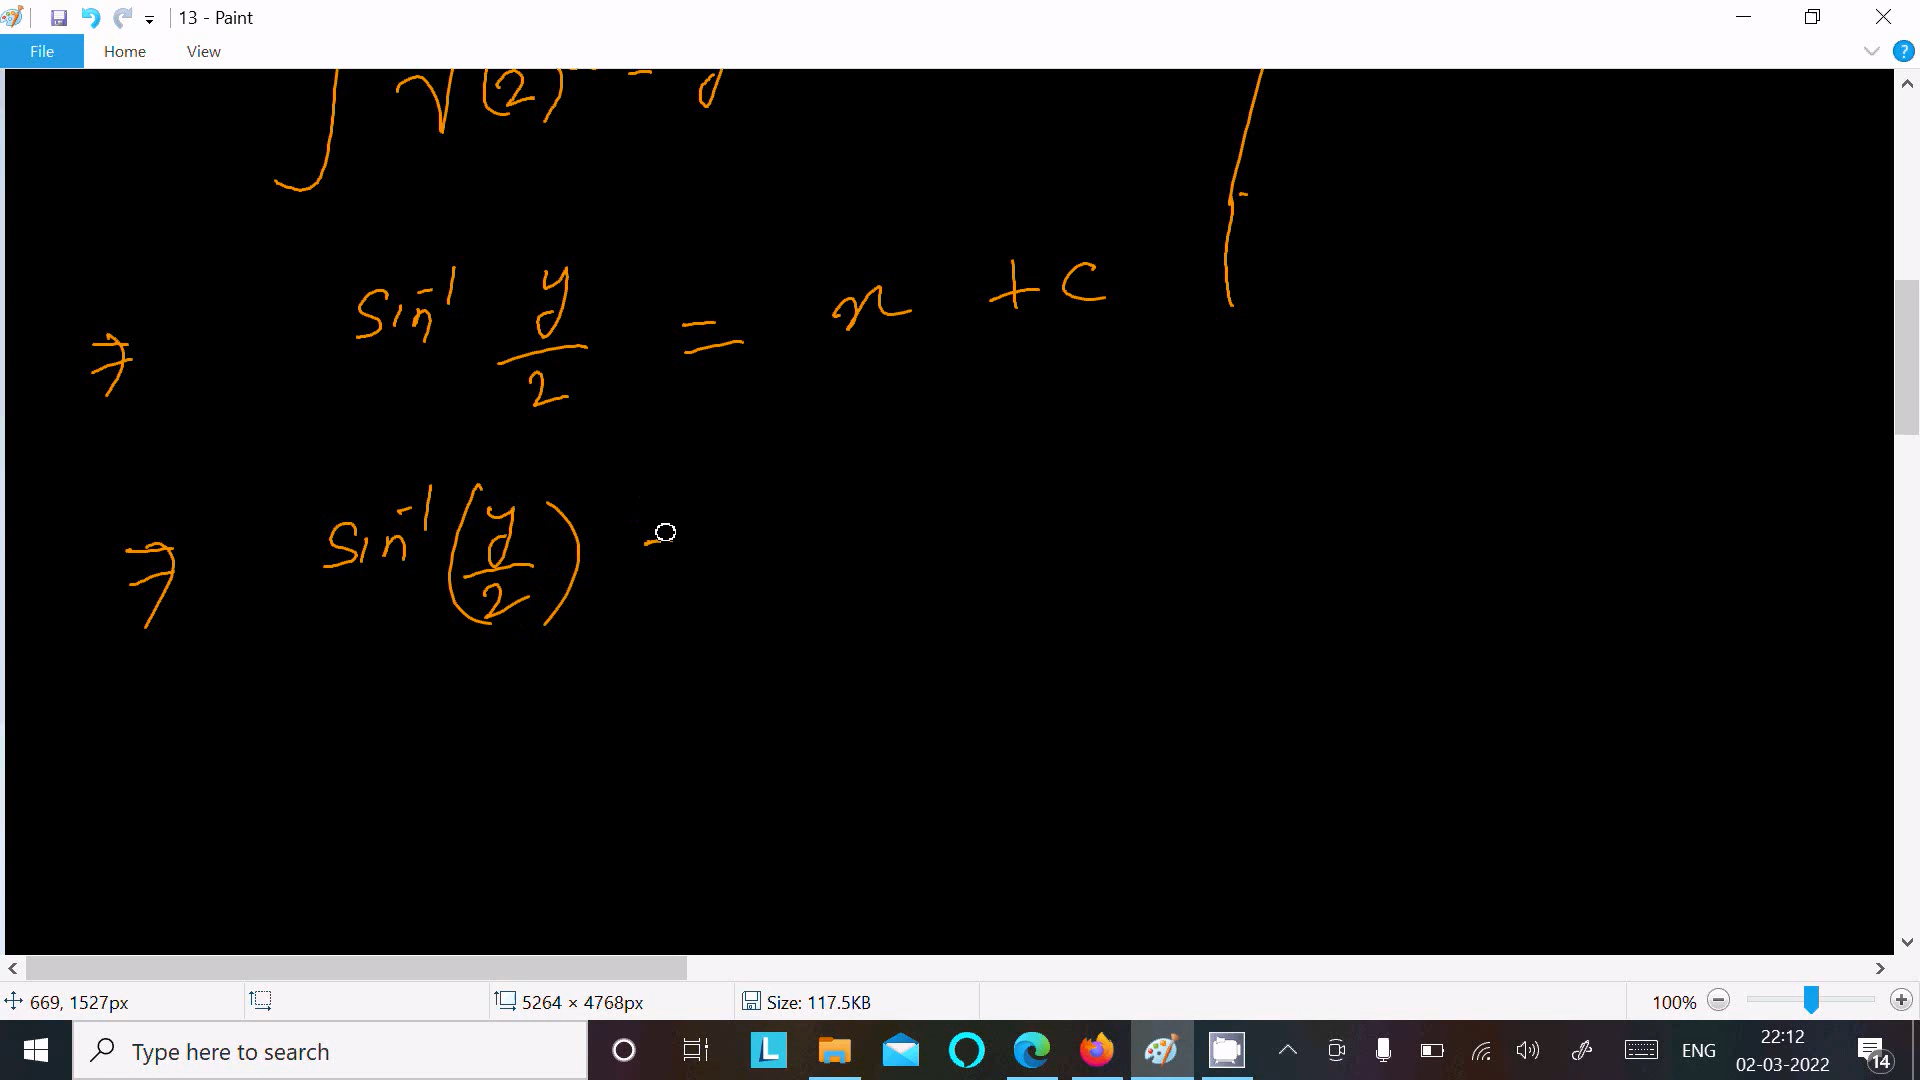 13 - Paint
File Home View
∫ √(2) - y
⇒ sin⁻¹ y/2 = x + c
⇒ sin⁻¹ (y/2) -
669, 1527px 5264 × 4768px Size: 117.5KB 100%
Type here to search L ENG 22:12
02-03-2022 14